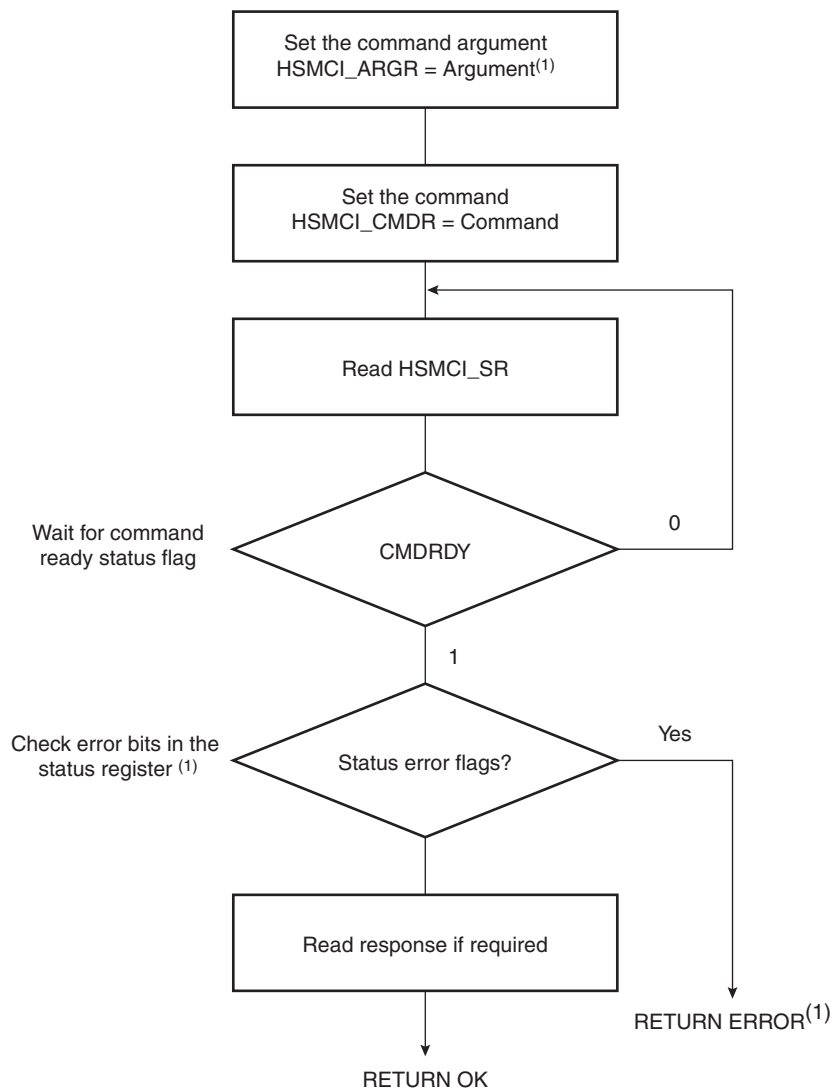 Set the command argument
HSMCI_ARGR = Argument(1)
Set the command
HSMCI_CMDR = Command
Read HSMCI_SR
Wait for command
ready status flag
CMDRDY
0
1
Check error bits in the
status register (1)
Status error flags?
Yes
Read response if required
RETURN ERROR(1)
RETURN OK